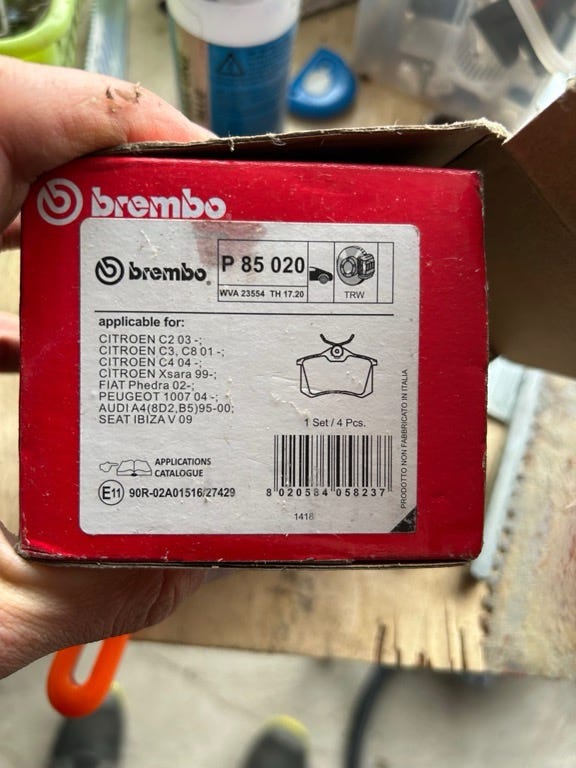 brembo
brembo®
P 85 020
WVA 23554 TH 17.20
TRW
applicable for:
CITROEN C2 03 -;
CITROEN C3, C8 01 -;
CITROEN C4 04 -;
CITROEN Xsara 99-;
FIAT Phedra 02-;
PEUGEOT 1007 04 -;
AUDI A4(8D2,B5)95-00;
SEAT IBIZA V 09
1 Set / 4 Pcs.
APPLICATIONS
CATALOGUE
E11 90R-02A01516/27429
8 020584 058237
1418
PRODOTTO NON FABBRICATO IN ITALIA